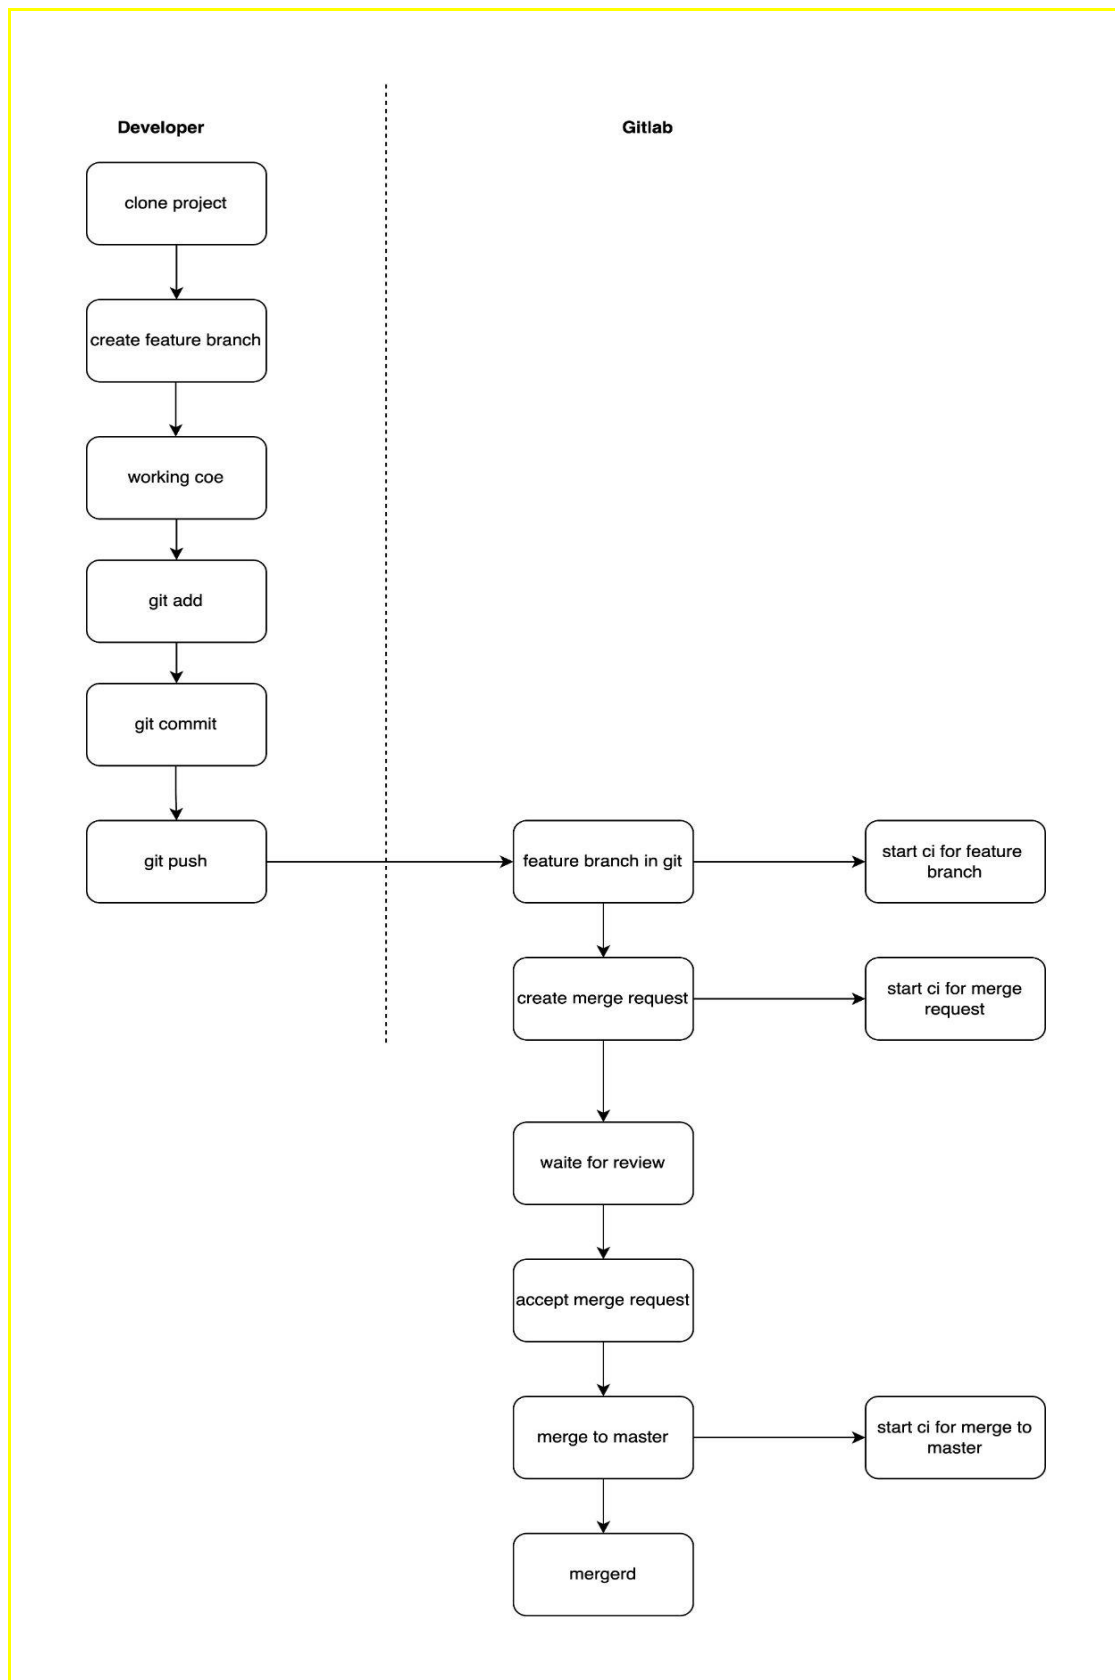 Developer
Gitlab
clone project
create feature branch
working coe
git add
git commit
git push
feature branch in git
start ci for feature
branch
create merge request
start ci for merge
request
waite for review
accept merge request
merge to master
start ci for merge to
master
mergerd